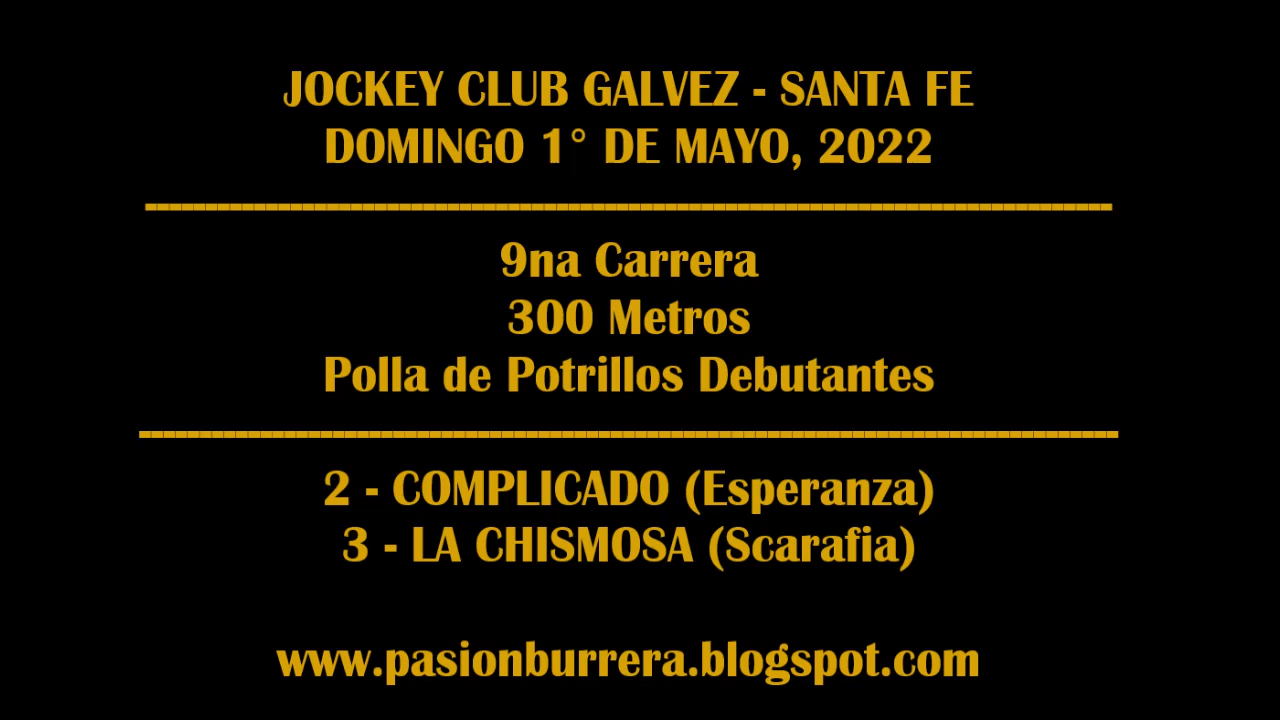 JOCKEY CLUB GALVEZ - SANTA FE
DOMINGO 1° DE MAYO, 2022
9na Carrera
300 Metros
Polla de Potrillos Debutantes
2 - COMPLICADO (Esperanza)
3 - LA CHISMOSA (Scarafia)
www.pasionburrera.blogspot.com